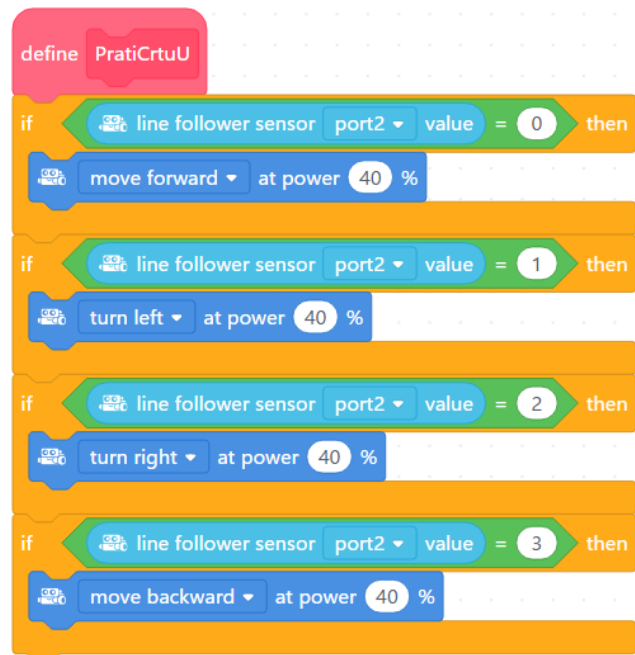 define PratiCrtuU
if line follower sensor port2 value = 0 then
move forward at power 40 %
if line follower sensor port2 value = 1 then
turn left at power 40 %
if line follower sensor port2 value = 2 then
turn right at power 40 %
if line follower sensor port2 value = 3 then
move backward at power 40 %